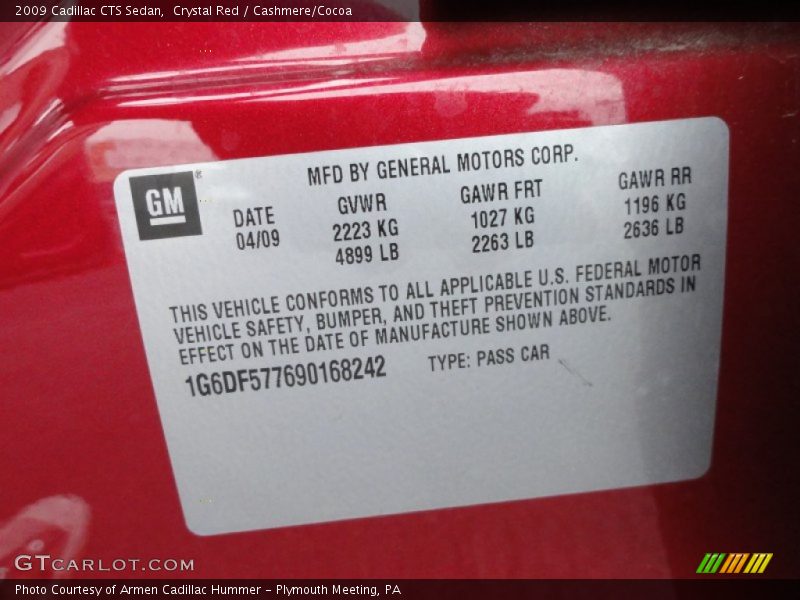 2009 Cadillac CTS Sedan,  Crystal Red / Cashmere/Cocoa
GM®
MFD BY GENERAL MOTORS CORP.
DATE GVWR GAWR FRT GAWR RR
04/09 2223 KG 1027 KG 1196 KG
4899 LB 2263 LB 2636 LB
THIS VEHICLE CONFORMS TO ALL APPLICABLE U.S. FEDERAL MOTOR
VEHICLE SAFETY, BUMPER, AND THEFT PREVENTION STANDARDS IN
EFFECT ON THE DATE OF MANUFACTURE SHOWN ABOVE.
1G6DF577690168242 TYPE: PASS CAR
GTCARLOT.COM
Photo Courtesy of Armen Cadillac Hummer - Plymouth Meeting, PA